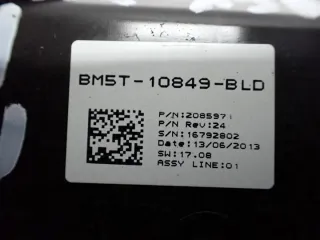 BM5T-10849-BLD
P/N:2085971
P/N Rev:24
S/N:16792802
Date:13/06/2013
SW:17.08
ASSY LINE:01